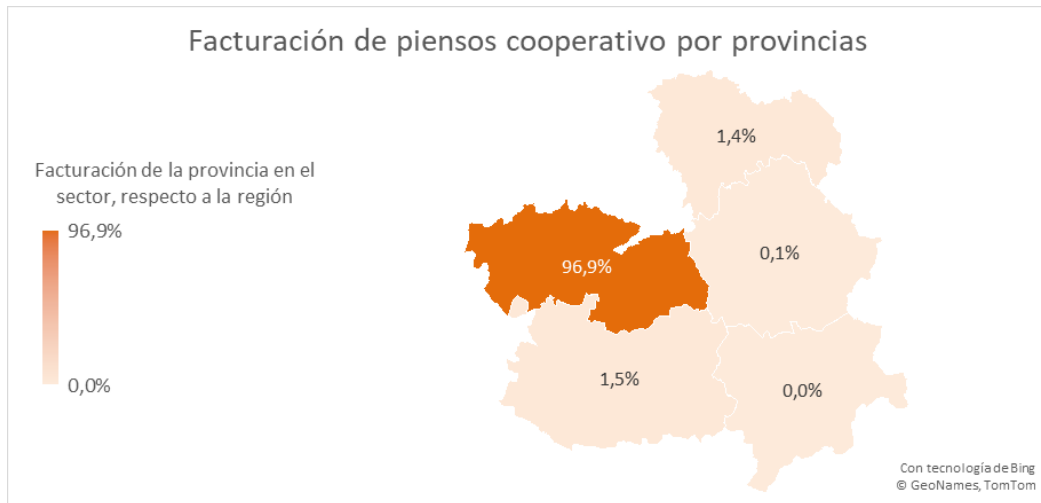 Facturación de piensos cooperativo por provincias
Facturación de la provincia en el
sector, respecto a la región
96,9%
0,0%
1,4%
0,1%
96,9%
1,5%
0,0%
Con tecnología de Bing
© GeoNames, TomTom